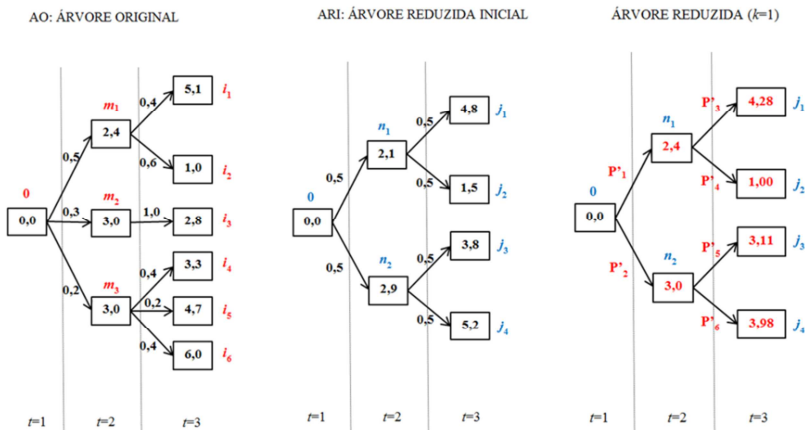 AO: ÁRVORE ORIGINAL
0
0,0
0,5
0,3
0,2
m1
2,4
m2
3,0
m3
3,0
0,4
0,6
1,0
0,4
0,2
0,4
5,1 i1
1,0 i2
2,8 i3
3,3 i4
4,7 i5
6,0 i6
t=1 t=2 t=3
ARI: ÁRVORE REDUZIDA INICIAL
0
0,0
0,5
0,5
n1
2,1
n2
2,9
0,5
0,5
0,5
0,5
4,8 j1
1,5 j2
3,8 j3
5,2 j4
t=1 t=2 t=3
ÁRVORE REDUZIDA (k=1)
0
0,0
P'1
P'2
n1
2,4
n2
3,0
P'3
P'4
P'5
P'6
4,28 j1
1,00 j2
3,11 j3
3,98 j4
t=1 t=2 t=3